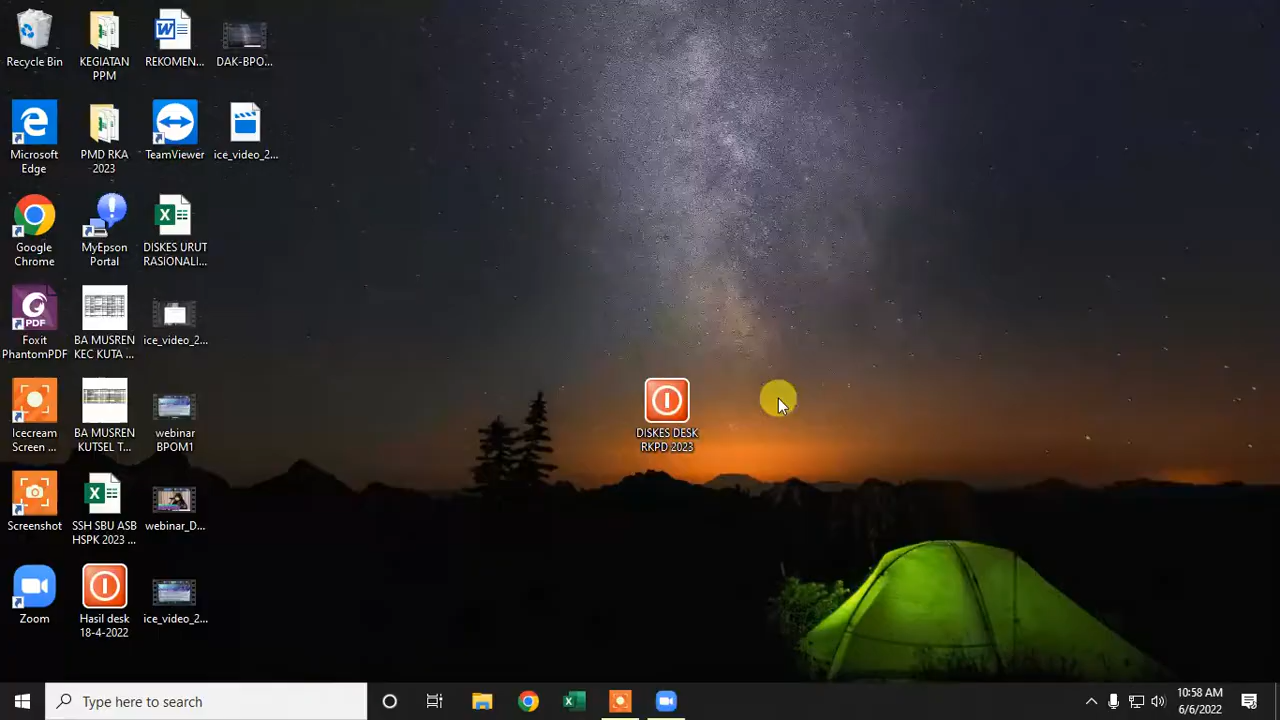 Recycle Bin
KEGIATAN
PPM
REKOMEN...
DAK-BPO...
Microsoft
Edge
PMD RKA
2023
TeamViewer
ice_video_2...
Google
Chrome
MyEpson
Portal
DISKES URUT
RASIONALI...
PDF
Foxit
PhantomPDF
BA MUSREN
KEC KUTA ...
ice_video_2...
Icecream
Screen ...
BA MUSREN
KUTSEL T...
webinar
BPOM1
DISKES DESK
RKPD 2023
Screenshot
SSH SBU ASB
HSPK 2023 ...
webinar_D...
Zoom
Hasil desk
18-4-2022
ice_video_2...
Type here to search
10:58 AM
6/6/2022